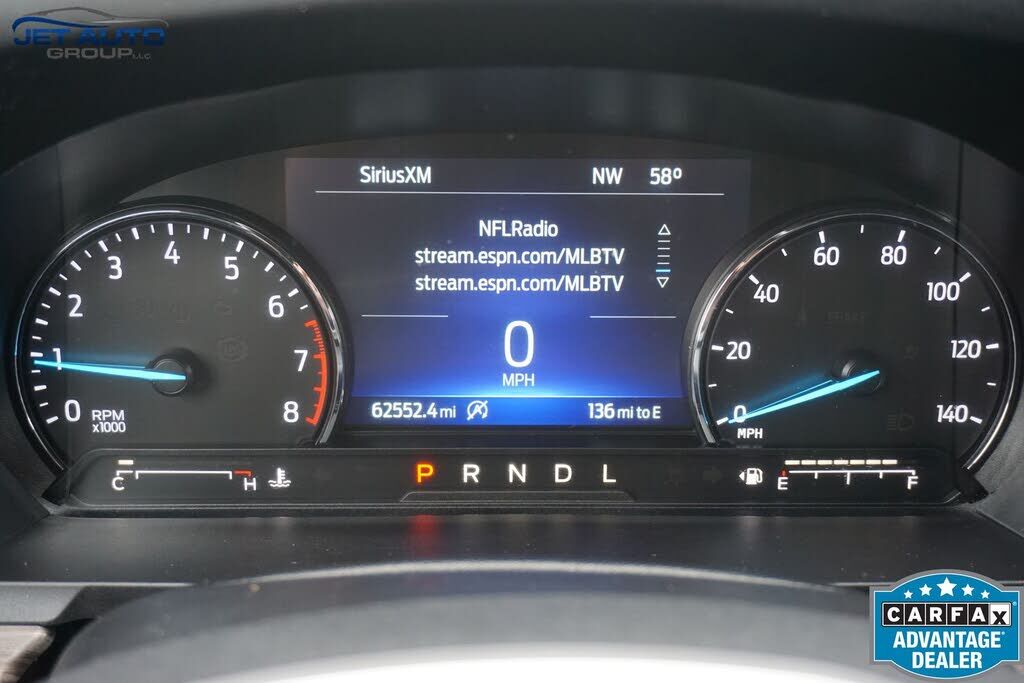 JET AUTO
GROUP LLC.
SiriusXM NW 58°
NFLRadio
stream.espn.com/MLBTV
stream.espn.com/MLBTV
0
MPH
62552.4 mi 136 mi to E
0 1 2 3 4 5 6 7 8
RPM
x1000
0 20 40 60 80 100 120 140
MPH
C H
P R N D L
E F
CARFAX
ADVANTAGE
DEALER